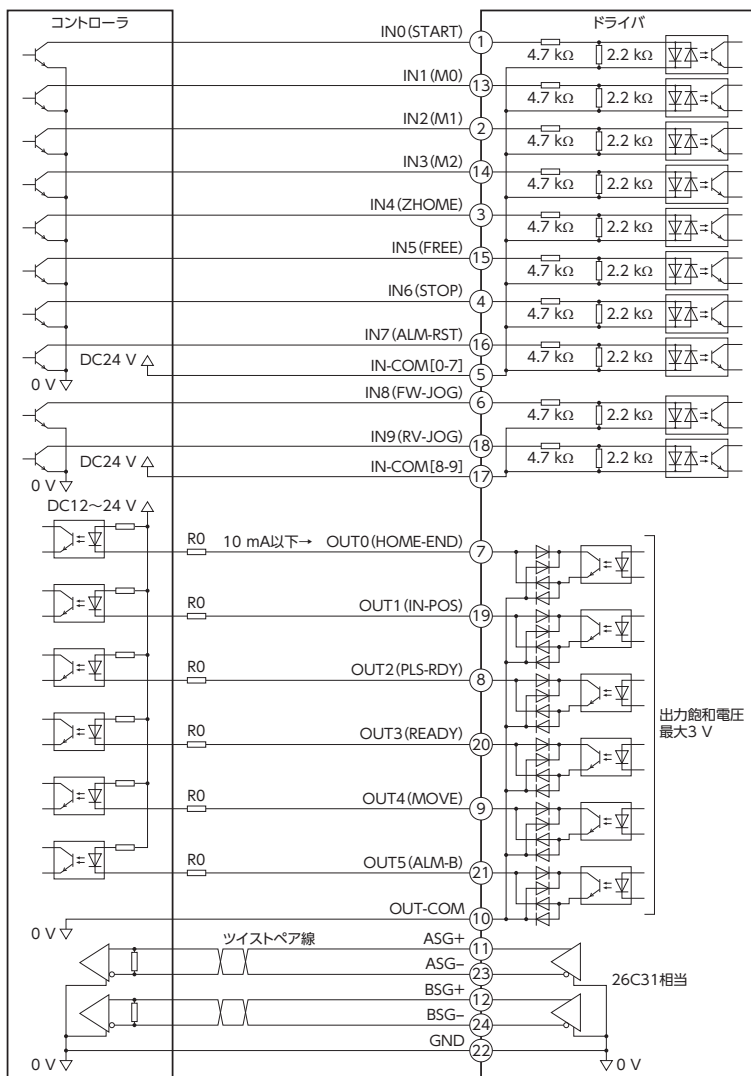 コントローラ
ドライバ
IN0(START) 1 4.7 kΩ 2.2 kΩ
IN1(M0) 13 4.7 kΩ 2.2 kΩ
IN2(M1) 2 4.7 kΩ 2.2 kΩ
IN3(M2) 14 4.7 kΩ 2.2 kΩ
IN4(ZHOME) 3 4.7 kΩ 2.2 kΩ
IN5(FREE) 15 4.7 kΩ 2.2 kΩ
IN6(STOP) 4 4.7 kΩ 2.2 kΩ
IN7(ALM-RST) 16 4.7 kΩ 2.2 kΩ
DC24 V IN-COM[0-7] 5
0 V
IN8(FW-JOG) 6 4.7 kΩ 2.2 kΩ
IN9(RV-JOG) 18 4.7 kΩ 2.2 kΩ
DC24 V IN-COM[8-9] 17
0 V
DC12〜24 V
R0 10 mA以下→ OUT0(HOME-END) 7
R0 OUT1(IN-POS) 19
R0 OUT2(PLS-RDY) 8
出力飽和電圧
最大3 V
R0 OUT3(READY) 20
R0 OUT4(MOVE) 9
R0 OUT5(ALM-B) 21
OUT-COM 10
0 V
ツイストペア線 ASG+ 11
ASG− 23
26C31相当
BSG+ 12
BSG− 24
GND 22
0 V 0 V